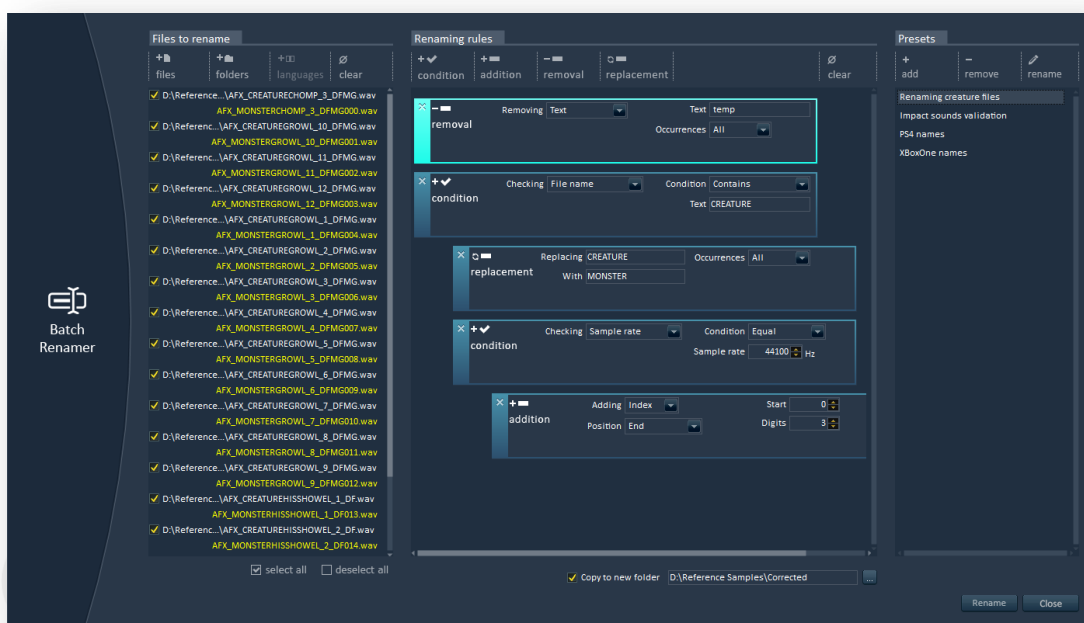 Batch
Renamer
Files to rename
files folders languages clear
D:\Reference...\AFX_CREATURECHOMP_3_DFMG.wav
AFX_MONSTERCHOMP_3_DFMG000.wav
D:\Referenc...\AFX_CREATUREGROWL_10_DFMG.wav
AFX_MONSTERGROWL_10_DFMG001.wav
D:\Referenc...\AFX_CREATUREGROWL_11_DFMG.wav
AFX_MONSTERGROWL_11_DFMG002.wav
D:\Referenc...\AFX_CREATUREGROWL_12_DFMG.wav
AFX_MONSTERGROWL_12_DFMG003.wav
D:\Reference...\AFX_CREATUREGROWL_1_DFMG.wav
AFX_MONSTERGROWL_1_DFMG004.wav
D:\Reference...\AFX_CREATUREGROWL_2_DFMG.wav
AFX_MONSTERGROWL_2_DFMG005.wav
D:\Reference...\AFX_CREATUREGROWL_3_DFMG.wav
AFX_MONSTERGROWL_3_DFMG006.wav
D:\Reference...\AFX_CREATUREGROWL_4_DFMG.wav
AFX_MONSTERGROWL_4_DFMG007.wav
D:\Reference...\AFX_CREATUREGROWL_5_DFMG.wav
AFX_MONSTERGROWL_5_DFMG008.wav
D:\Reference...\AFX_CREATUREGROWL_6_DFMG.wav
AFX_MONSTERGROWL_6_DFMG009.wav
D:\Reference...\AFX_CREATUREGROWL_7_DFMG.wav
AFX_MONSTERGROWL_7_DFMG010.wav
D:\Reference...\AFX_CREATUREGROWL_8_DFMG.wav
AFX_MONSTERGROWL_8_DFMG011.wav
D:\Reference...\AFX_CREATUREGROWL_9_DFMG.wav
AFX_MONSTERGROWL_9_DFMG012.wav
D:\Referenc...\AFX_CREATUREHISSHOWEL_1_DF.wav
AFX_MONSTERHISSHOWEL_1_DF013.wav
D:\Referenc...\AFX_CREATUREHISSHOWEL_2_DF.wav
AFX_MONSTERHISSHOWEL_2_DF014.wav
select all deselect all
Renaming rules
condition addition removal replacement clear
removal
Removing Text Text temp
Occurrences All
condition
Checking File name Condition Contains
Text CREATURE
replacement
Replacing CREATURE Occurrences All
With MONSTER
condition
Checking Sample rate Condition Equal
Sample rate 44100 Hz
addition
Adding Index Start 0
Position End Digits 3
Copy to new folder D:\Reference Samples\Corrected ...
Presets
add remove rename
Renaming creature files
Impact sounds validation
PS4 names
XBoxOne names
Rename Close